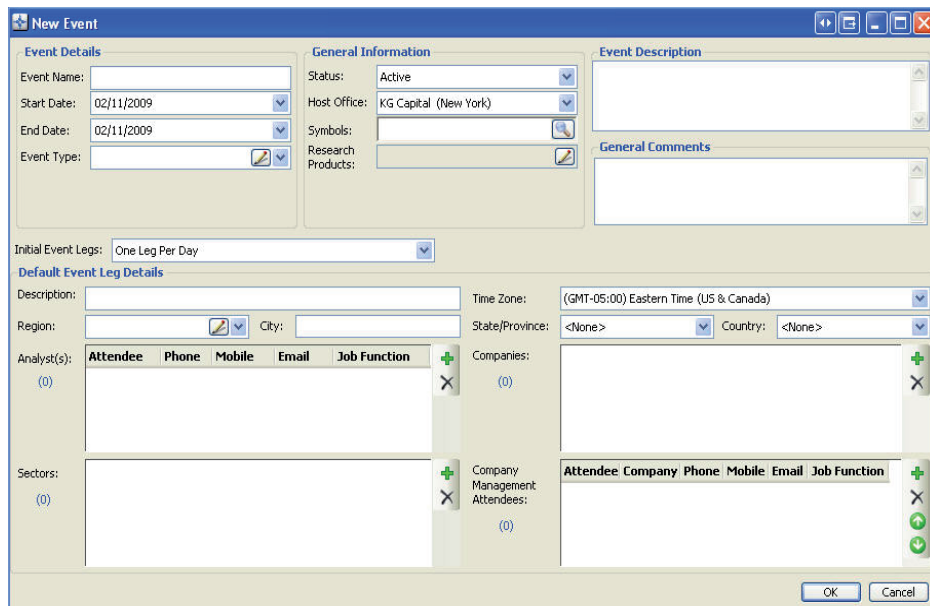 New Event
Event Details
Event Name:
Start Date: 02/11/2009
End Date: 02/11/2009
Event Type:
General Information
Status: Active
Host Office: KG Capital (New York)
Symbols:
Research
Products:
Event Description
General Comments
Initial Event Legs: One Leg Per Day
Default Event Leg Details
Description:
Time Zone: (GMT-05:00) Eastern Time (US & Canada)
Region: City:
State/Province: <None> Country: <None>
Analyst(s): Attendee Phone Mobile Email Job Function
(0)
Companies:
(0)
Sectors:
(0)
Company
Management
Attendees:
(0)
Attendee Company Phone Mobile Email Job Function
OK Cancel